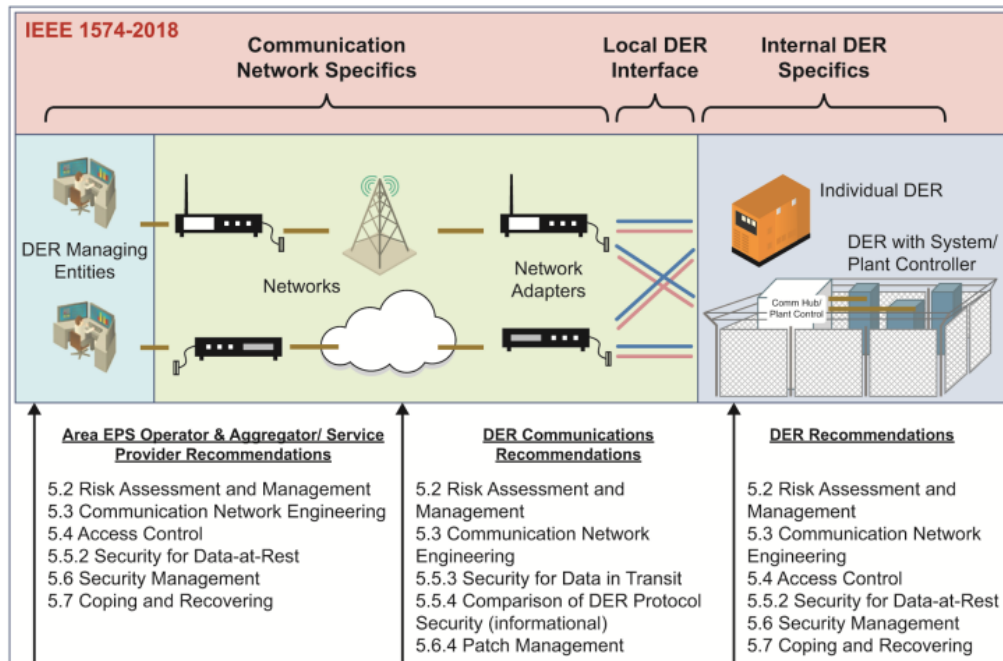 IEEE 1574-2018
Communication
Network Specifics
Local DER
Interface
Internal DER
Specifics
DER Managing
Entities
Networks
Network
Adapters
Individual DER
DER with System/
Plant Controller
Comm Hub/
Plant Control
Area EPS Operator & Aggregator/ Service
Provider Recommendations
5.2 Risk Assessment and Management
5.3 Communication Network Engineering
5.4 Access Control
5.5.2 Security for Data-at-Rest
5.6 Security Management
5.7 Coping and Recovering
DER Communications
Recommendations
5.2 Risk Assessment and
Management
5.3 Communication Network
Engineering
5.5.3 Security for Data in Transit
5.5.4 Comparison of DER Protocol
Security (informational)
5.6.4 Patch Management
DER Recommendations
5.2 Risk Assessment and
Management
5.3 Communication Network
Engineering
5.4 Access Control
5.5.2 Security for Data-at-Rest
5.6 Security Management
5.7 Coping and Recovering